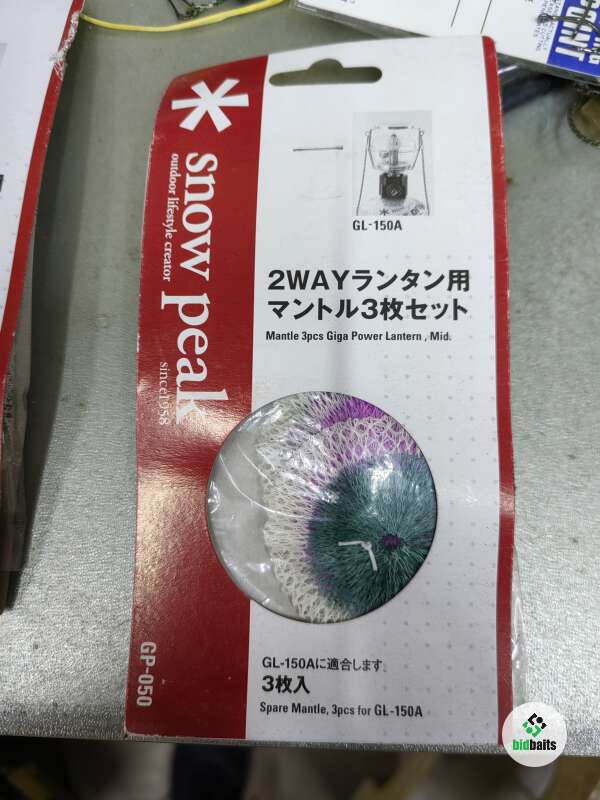 snow peak
outdoor lifestyle creator
since1958
GL-150A
2WAYランタン用
マントル3枚セット
Mantle 3pcs Giga Power Lantern , Mid.
GL-150Aに適合します。
3枚入
Spare Mantle, 3pcs for GL-150A
GP-050
bidbaits